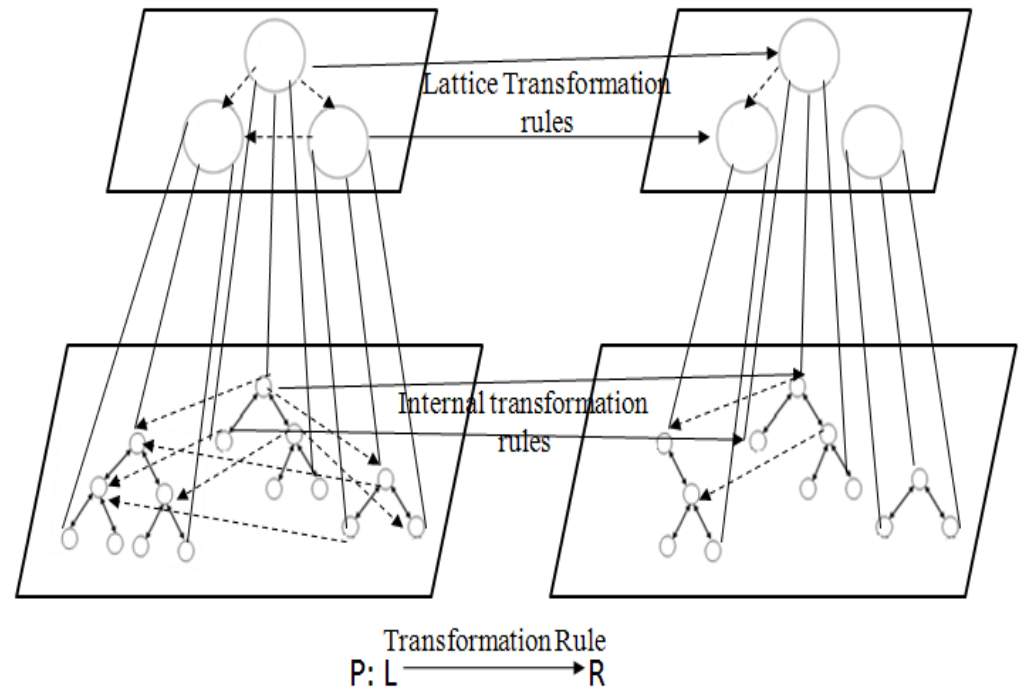 Lattice Transformation
rules
Internal transformation
rules
Transformation Rule
P: L R